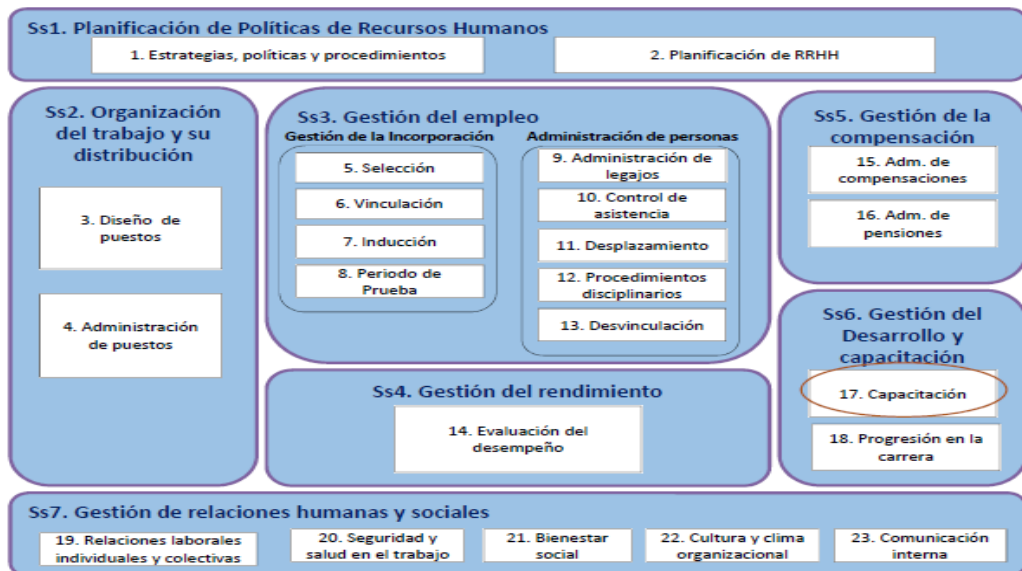 Ss1. Planificación de Políticas de Recursos Humanos
1. Estrategias, políticas y procedimientos
2. Planificación de RRHH
Ss2. Organización
del trabajo y su
distribución
3. Diseño de
puestos
4. Administración
de puestos
Ss3. Gestión del empleo
Gestión de la Incorporación
5. Selección
6. Vinculación
7. Inducción
8. Periodo de
Prueba
Administración de personas
9. Administración de
legajos
10. Control de
asistencia
11. Desplazamiento
12. Procedimientos
disciplinarios
13. Desvinculación
Ss4. Gestión del rendimiento
14. Evaluación del
desempeño
Ss5. Gestión de la
compensación
15. Adm. de
compensaciones
16. Adm. de
pensiones
Ss6. Gestión del
Desarrollo y
capacitación
17. Capacitación
18. Progresión en la
carrera
Ss7. Gestión de relaciones humanas y sociales
19. Relaciones laborales
individuales y colectivas
20. Seguridad y
salud en el trabajo
21. Bienestar
social
22. Cultura y clima
organizacional
23. Comunicación
interna